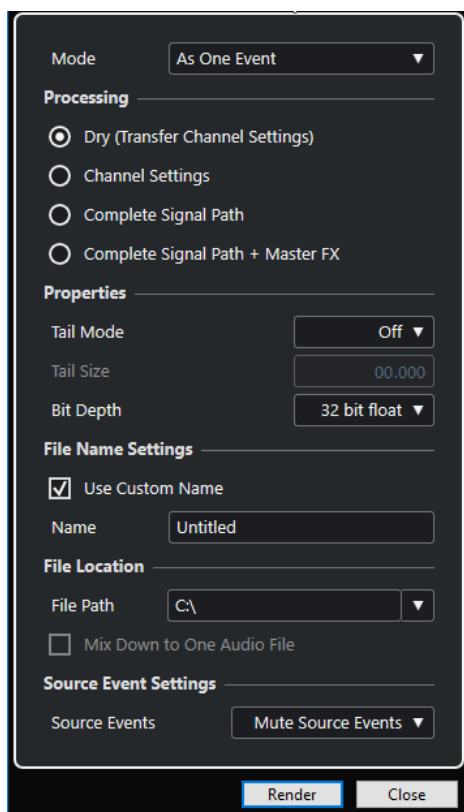 Mode As One Event
Processing
Dry (Transfer Channel Settings)
Channel Settings
Complete Signal Path
Complete Signal Path + Master FX
Properties
Tail Mode Off
Tail Size 00.000
Bit Depth 32 bit float
File Name Settings
Use Custom Name
Name Untitled
File Location
File Path C:\
Mix Down to One Audio File
Source Event Settings
Source Events Mute Source Events
Render Close